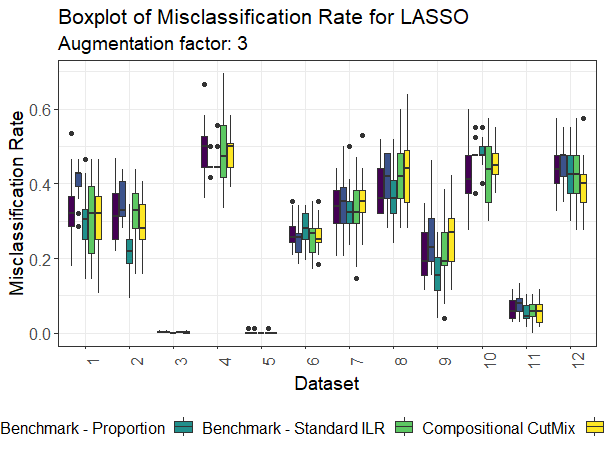 Boxplot of Misclassification Rate for LASSO
Augmentation factor: 3
0.6
0.4
0.2
0.0
Misclassification Rate
1 2 3 4 5 6 7 8 9 10 11 12
Dataset
Benchmark - Proportion Benchmark - Standard ILR Compositional CutMix